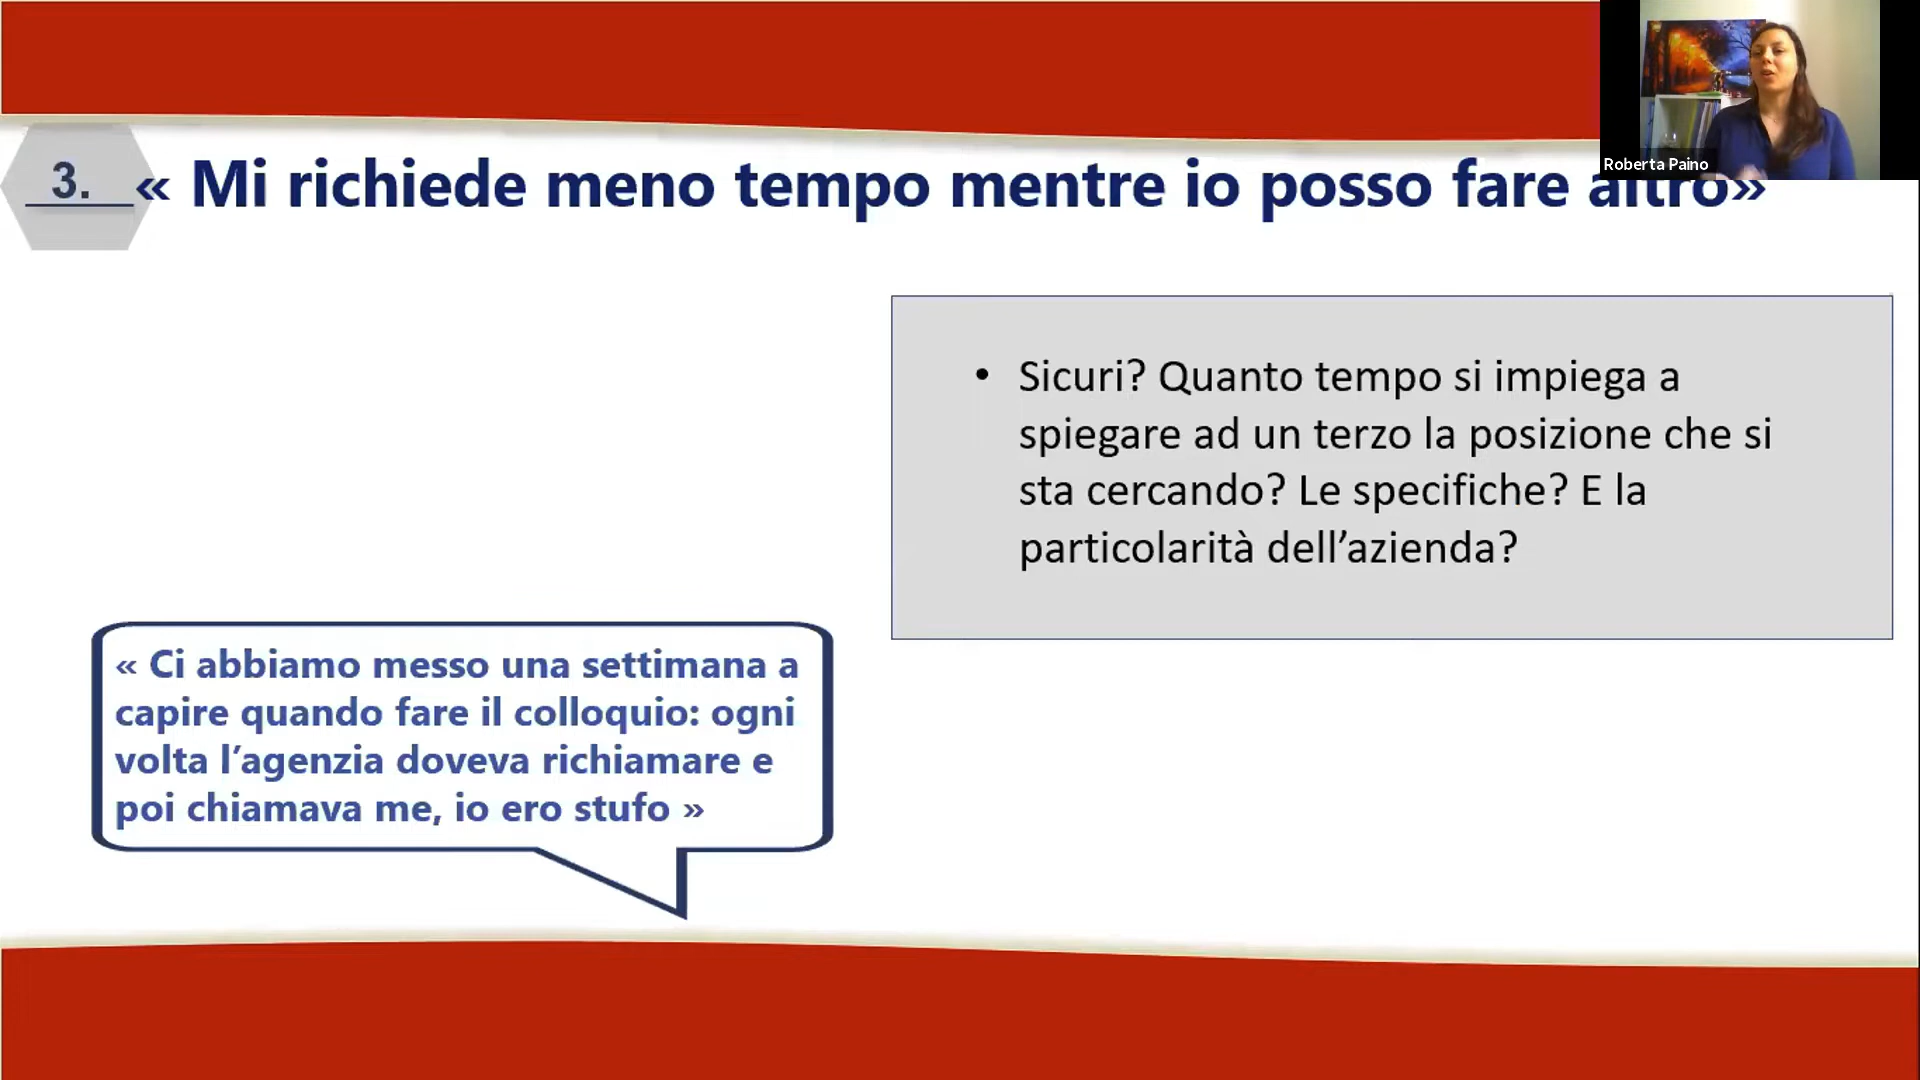 Roberta Paino
3.
« Mi richiede meno tempo mentre io posso fare altro»
• Sicuri? Quanto tempo si impiega a
spiegare ad un terzo la posizione che si
sta cercando? Le specifiche? E la
particolarità dell’azienda?
« Ci abbiamo messo una settimana a
capire quando fare il colloquio: ogni
volta l’agenzia doveva richiamare e
poi chiamava me, io ero stufo »